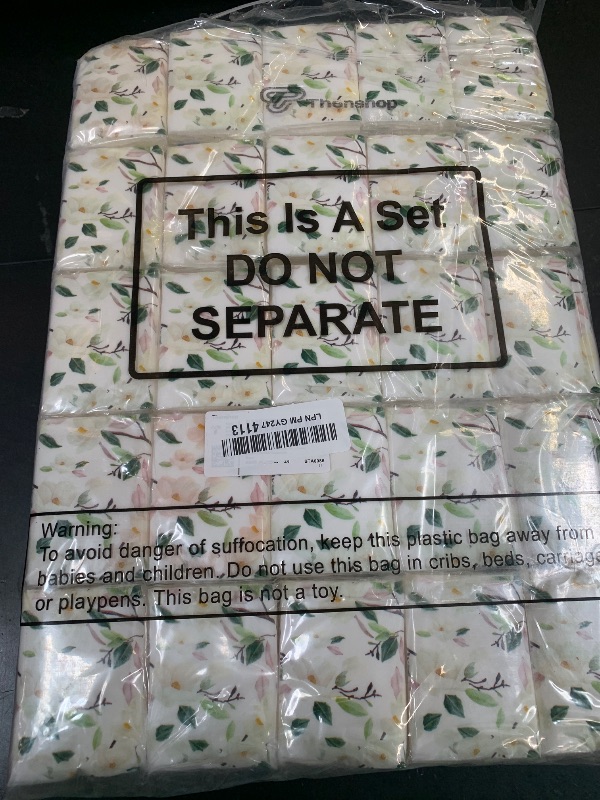 Thenshop
This Is A Set
DO NOT
SEPARATE
LPN PM GY247 4113
Warning:
To avoid danger of suffocation, keep this plastic bag away from
babies and children. Do not use this bag in cribs, beds, carriage
or playpens. This bag is not a toy.